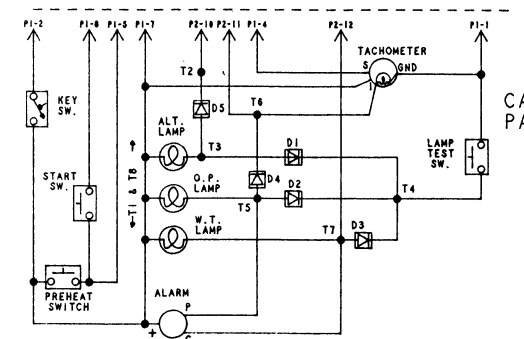 P1-2 P1-6 P1-5 P1-7 P2-10 P2-11 P1-4 P2-12 P1-1
TACHOMETER
S GND
I
T2
D5
T6
KEY
SW.
CA
PA
ALT.
LAMP
T3
D1
LAMP
TEST
SW.
START
SW.
T1 & T8
O.P.
LAMP
D4
D2
T4
T5
W.T.
LAMP
T7
D3
PREHEAT
SWITCH
ALARM
P
+